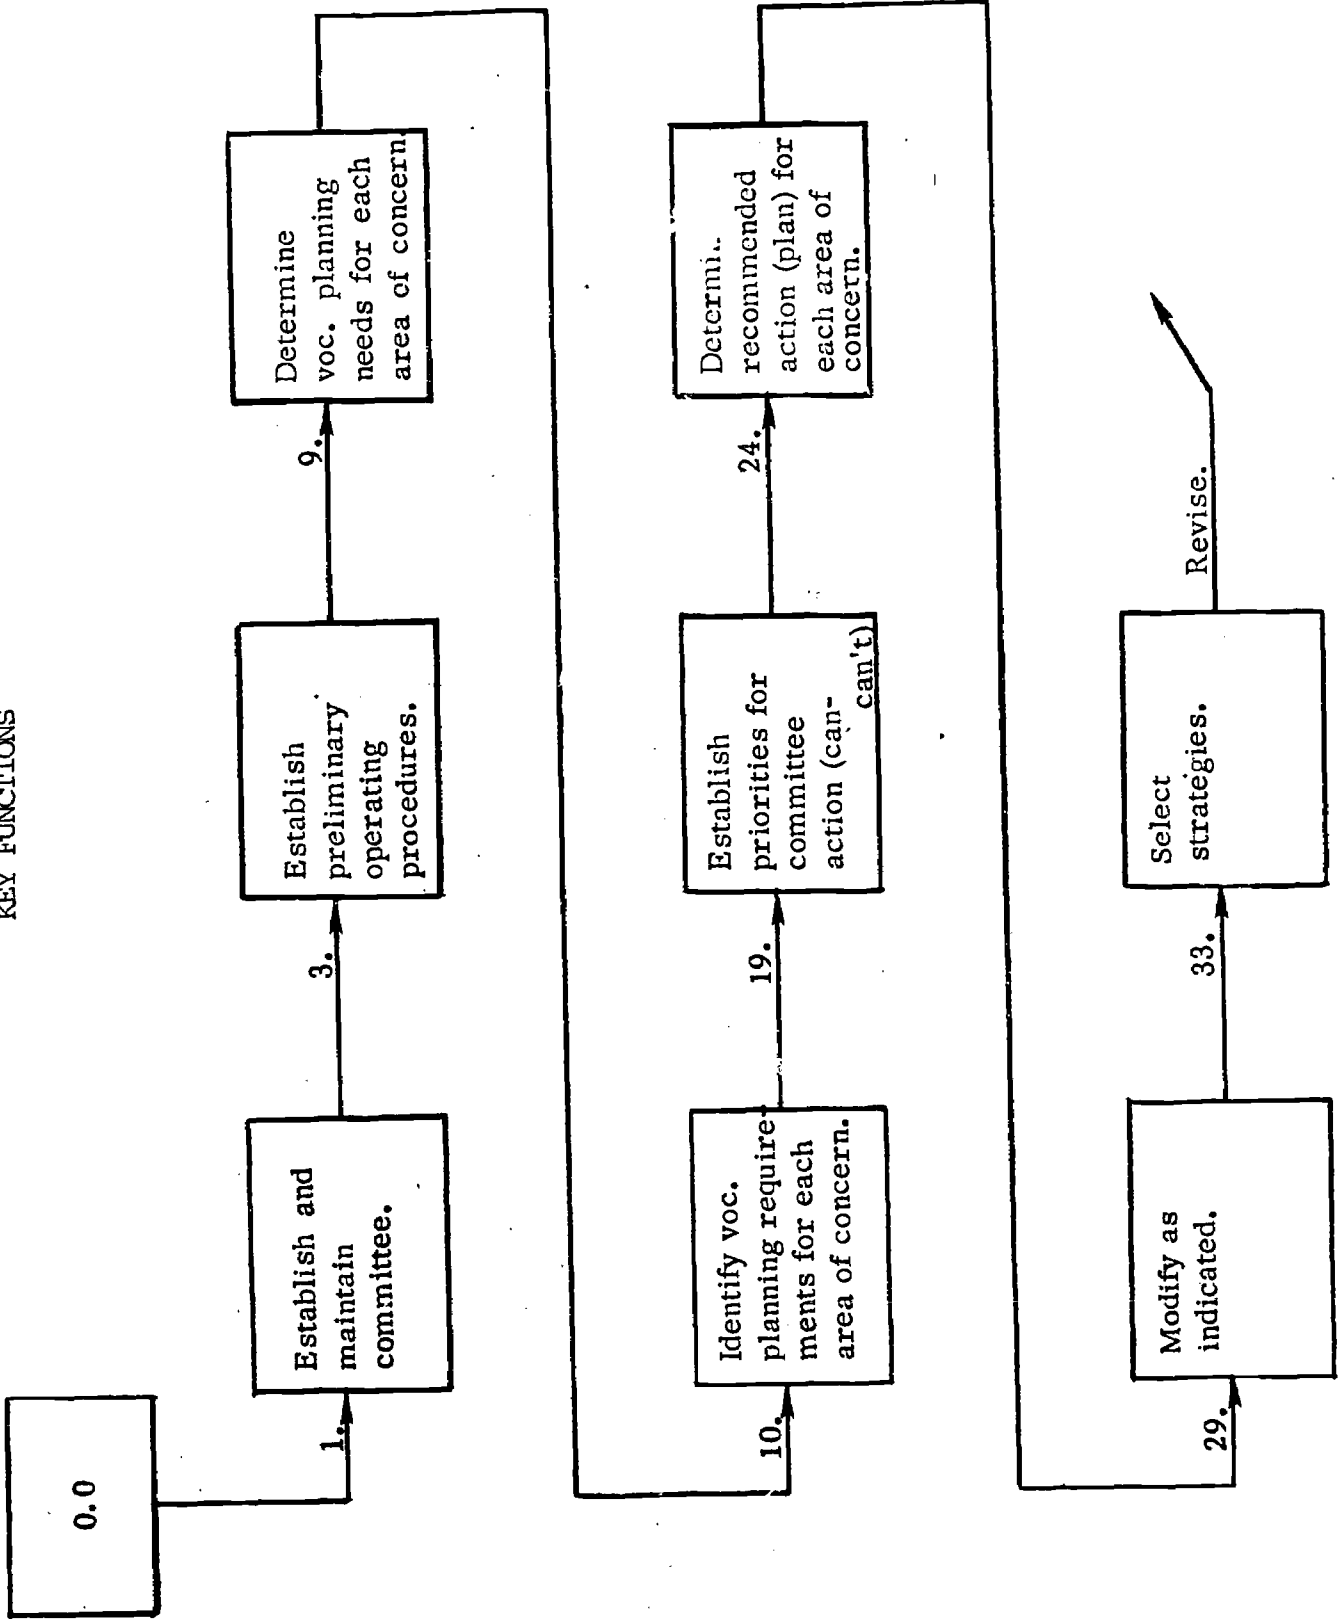 KEY FUNCTIONS
0.0
1.
Establish and
maintain
committee.
3.
Establish
preliminary
operating
procedures.
9.
Determine
voc. planning
needs for each
area of concern.
10.
Identify voc.
planning require-
ments for each
area of concern.
19.
Establish
priorities for
committee
action (can-
can't)
24.
recommended
action (plan) for
each area of
concern.
29.
Modify as
indicated.
33.
Select
strategies.
Revise.